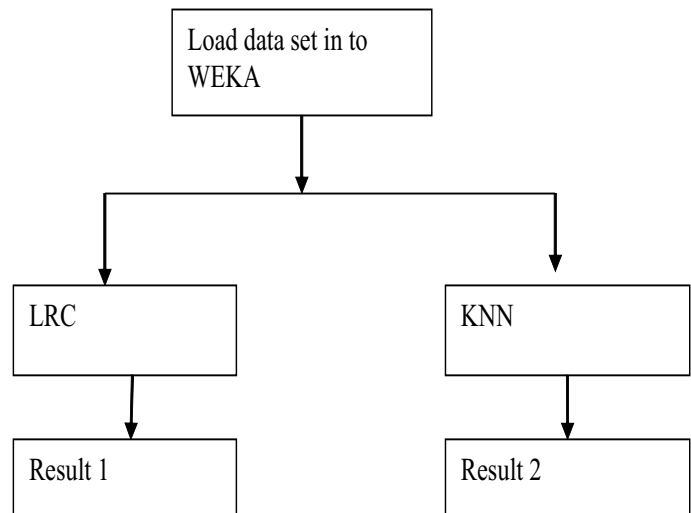 Load data set in to
WEKA
LRC
KNN
Result 1
Result 2